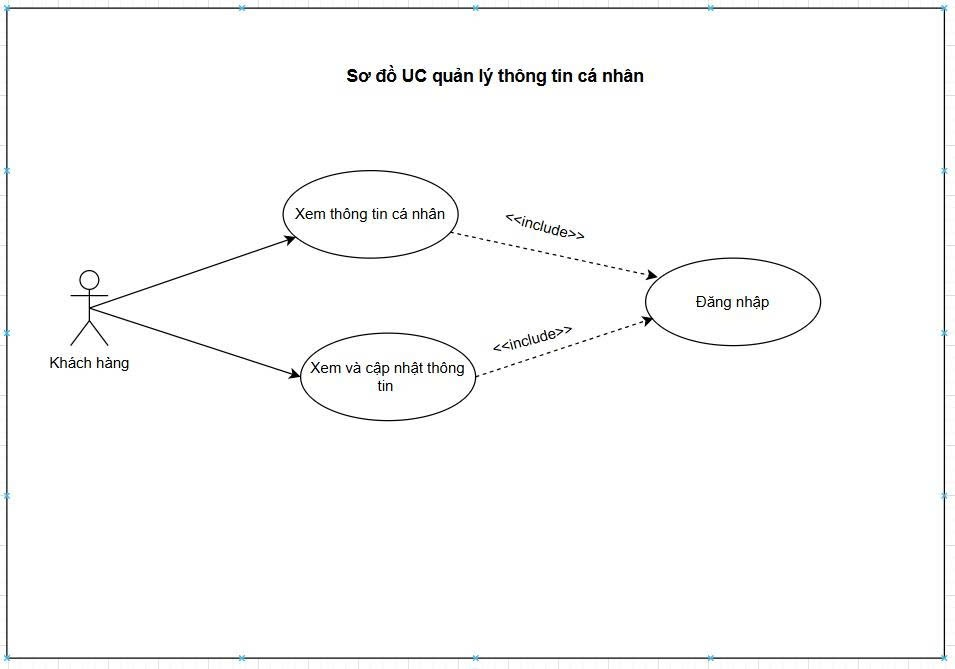 Sơ đồ UC quản lý thông tin cá nhân
Xem thông tin cá nhân
<<include>>
Đăng nhập
<<include>>
Khách hàng
Xem và cập nhật thông
tin